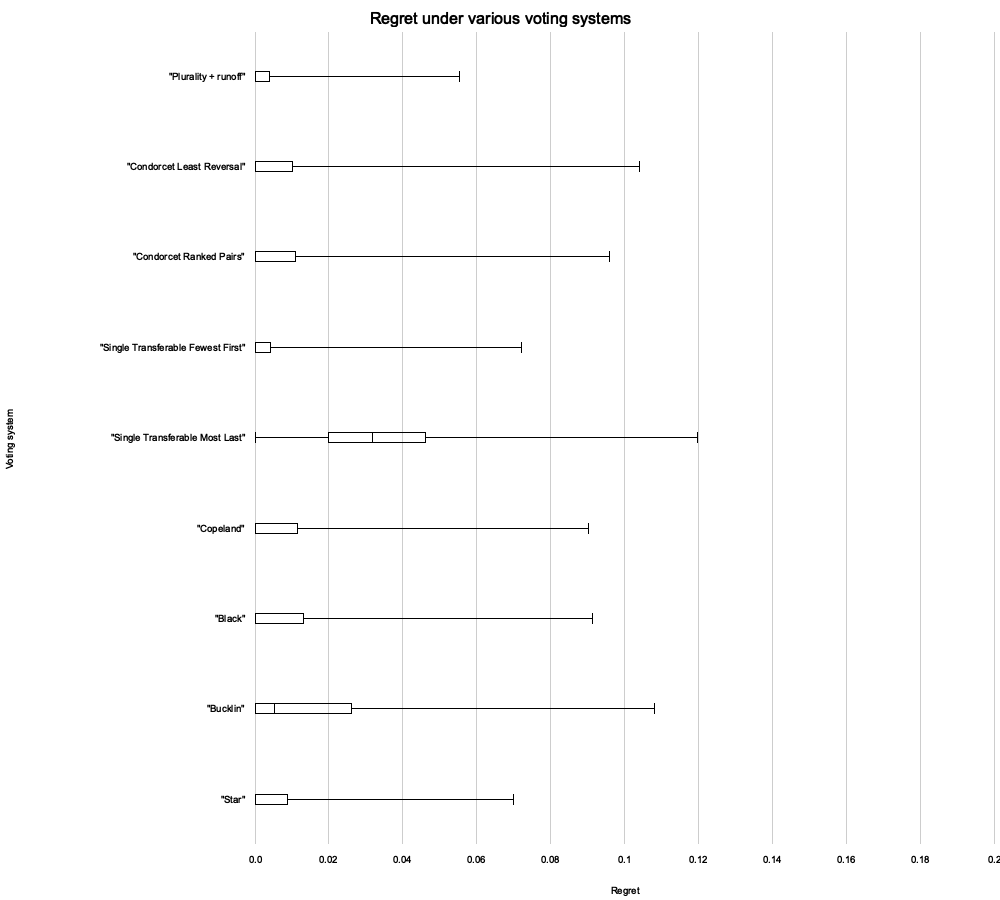 Regret under various voting systems
"Plurality + runoff"
"Condorcet Least Reversal"
"Condorcet Ranked Pairs"
"Single Transferable Fewest First"
"Single Transferable Most Last"
"Copeland"
"Black"
"Bucklin"
"Star"
Voting system
0.0 0.02 0.04 0.06 0.08 0.1 0.12 0.14 0.16 0.18 0.2
Regret